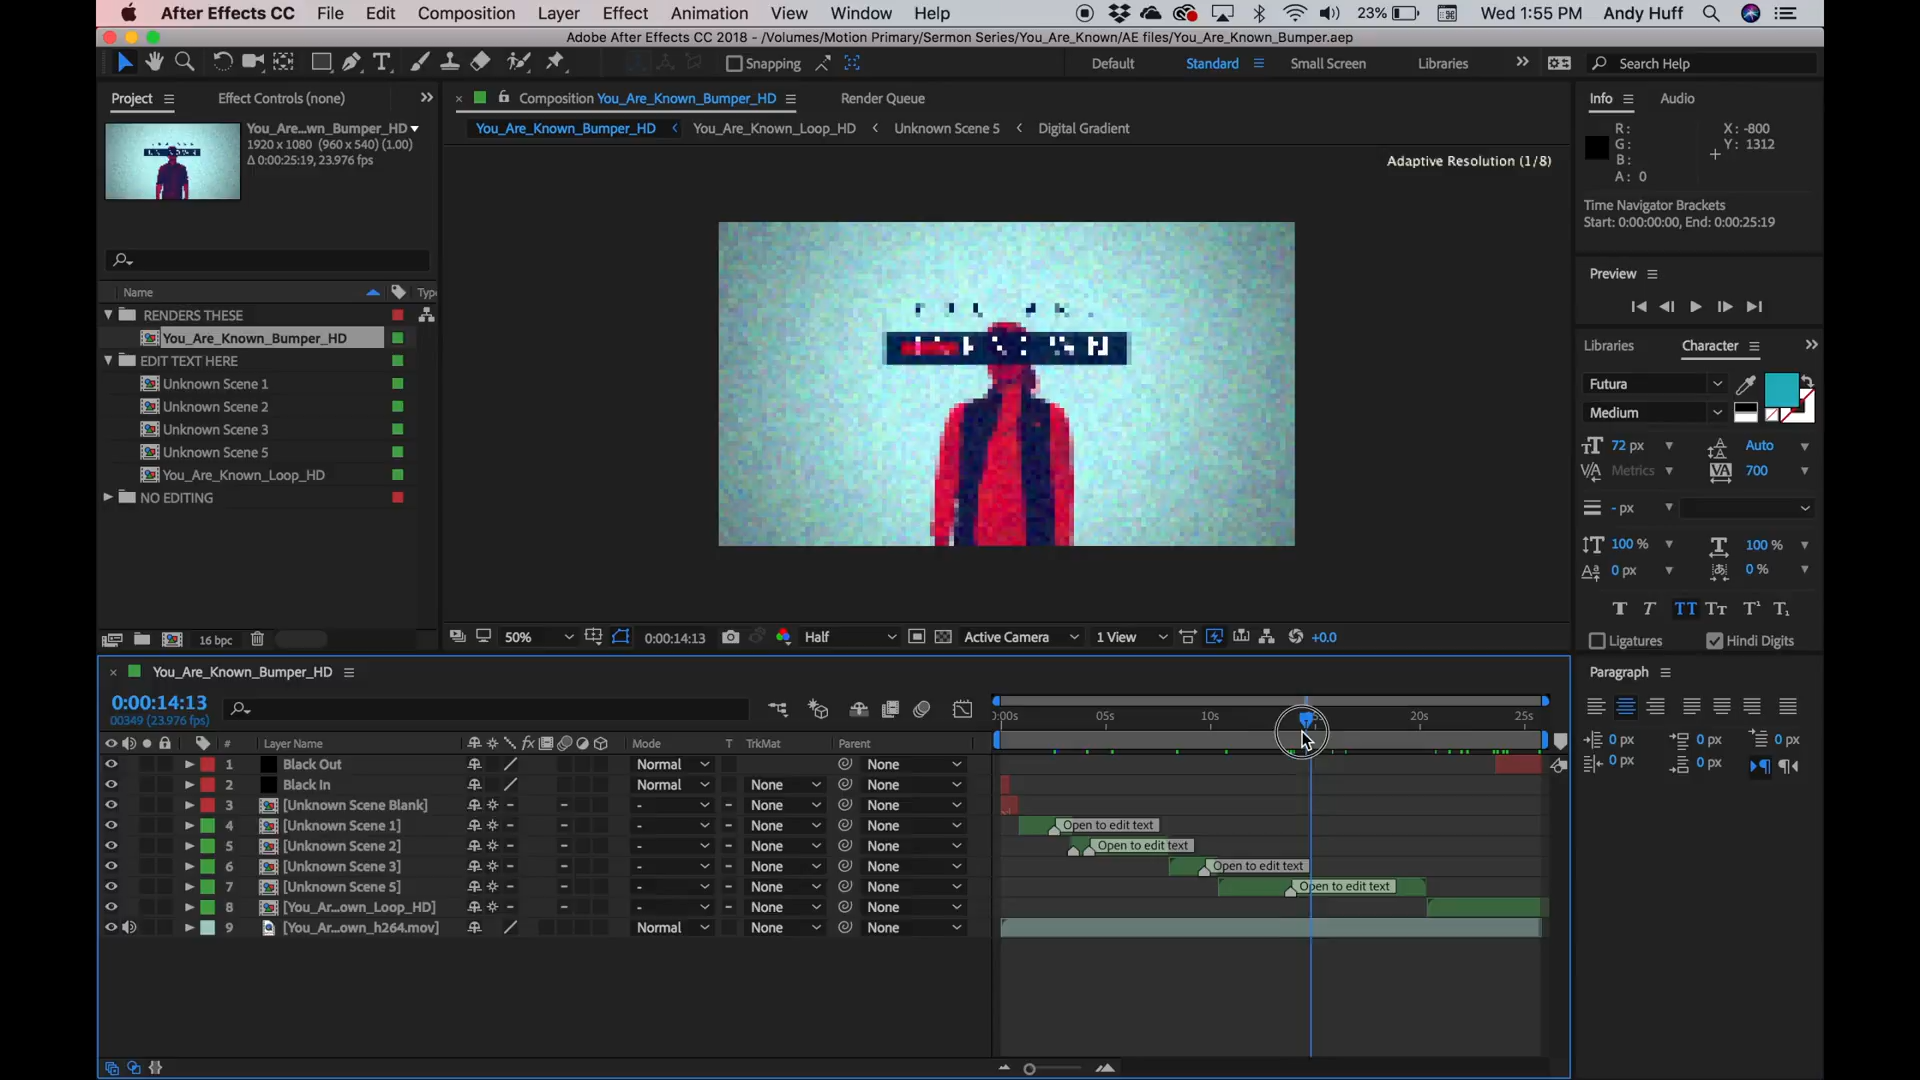 After Effects CC File Edit Composition Layer Effect Animation View Window Help 23% Wed 1:55 PM Andy Huff
Adobe After Effects CC 2018 - /Volumes/Motion Primary/Sermon Series/You_Are_Known/AE files/You_Are_Known_Bumper.aep
Snapping Default Standard Small Screen Libraries Search Help
Project Effect Controls (none) Composition You_Are_Known_Bumper_HD Render Queue Info Audio
You_Are...wn_Bumper_HD
1920 x 1080 (960 x 540) (1.00)
Δ 0:00:25:19, 23.976 fps
You_Are_Known_Bumper_HD You_Are_Known_Loop_HD Unknown Scene 5 Digital Gradient
Adaptive Resolution (1/8)
R: X: -800
G: Y: 1312
B:
A: 0
Time Navigator Brackets
Start: 0:00:00:00, End: 0:00:25:19
Preview
Name Typ
RENDERS THESE
You_Are_Known_Bumper_HD
EDIT TEXT HERE
Unknown Scene 1
Unknown Scene 2
Unknown Scene 3
Unknown Scene 5
You_Are_Known_Loop_HD
NO EDITING
Libraries Character
Futura
Medium
72 px Auto
Metrics 700
- px
100 % 100 %
0 px 0 %
T T TT Tт T¹ T₁
Ligatures Hindi Digits
16 bpc 50% 0:00:14:13 Half Active Camera 1 View +0.0
You_Are_Known_Bumper_HD
0:00:14:13
00349 (23.976 fps)
:00s 05s 10s 20s 25s
# Layer Name fx Mode T TrkMat Parent
1 Black Out Normal None
2 Black In Normal None None
3 [Unknown Scene Blank] - None None
4 [Unknown Scene 1] - None None Open to edit text
5 [Unknown Scene 2] - None None Open to edit text
6 [Unknown Scene 3] - None None Open to edit text
7 [Unknown Scene 5] - None None Open to edit text
8 [You_Ar...own_Loop_HD] - None None
9 [You_Ar...own_h264.mov] Normal None None
Paragraph
0 px 0 px 0 px
0 px 0 px